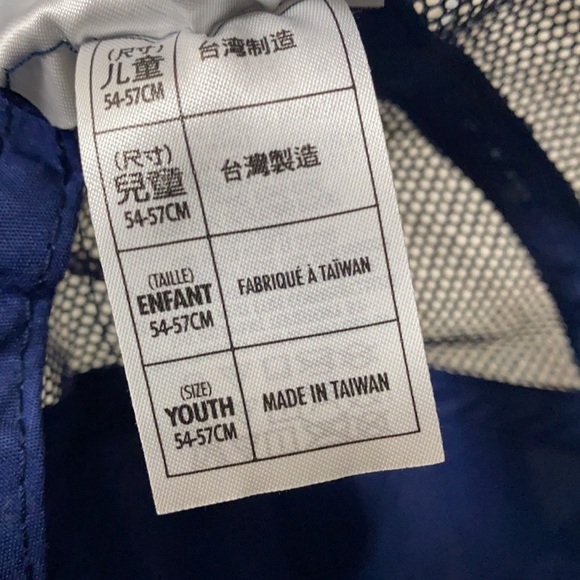 (尺寸)
儿童
54-57CM
台湾制造
(尺寸)
兒童
54-57CM
台灣製造
(TAILLE)
ENFANT
54-57CM
FABRIQUÉ À TAÏWAN
(SIZE)
YOUTH
54-57CM
MADE IN TAIWAN